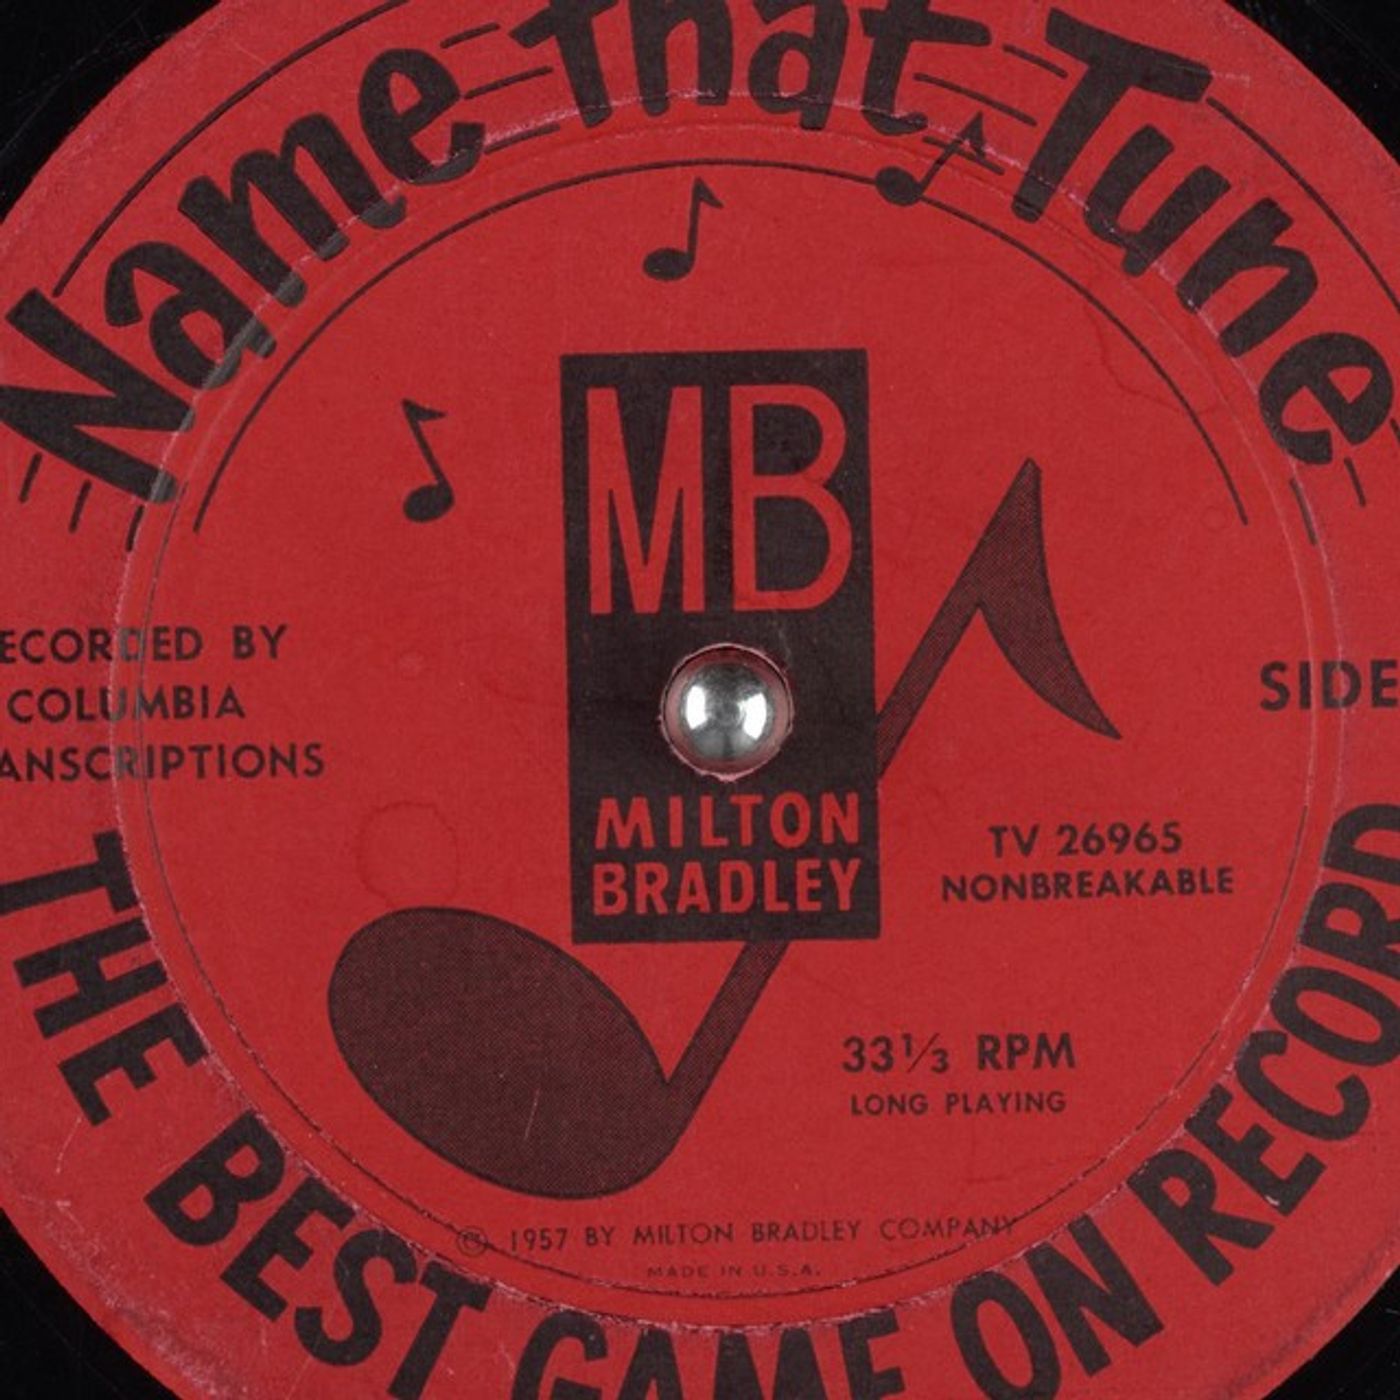 Name that Tune
MB
MILTON
BRADLEY
ECORDED BY
COLUMBIA
ANSCRIPTIONS
SIDE
TV 26965
NONBREAKABLE
33⅓ RPM
LONG PLAYING
© 1957 BY MILTON BRADLEY COMPANY
MADE IN U.S.A.
THE BEST GAME ON RECORD